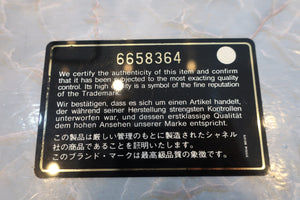 6658364
We certify the authenticity of this item and confirm
that it has been subjected to the most exacting quality
control. Its high quality is a symbol of the fine reputation
of the Trademark.
Wir bestätigen, dass es sich um einen Artikel handelt,
der während seiner Herstellung strengsten Kontrollen
unterworfen war, und dessen erstklassige Qualität
dem hohen Ansehen unserer Marke entspricht.
この製品は厳しい管理のもとに製造されたシャネル
社の商品であることを証明いたします。
このブランド・マークは最高級品質の象徴です。